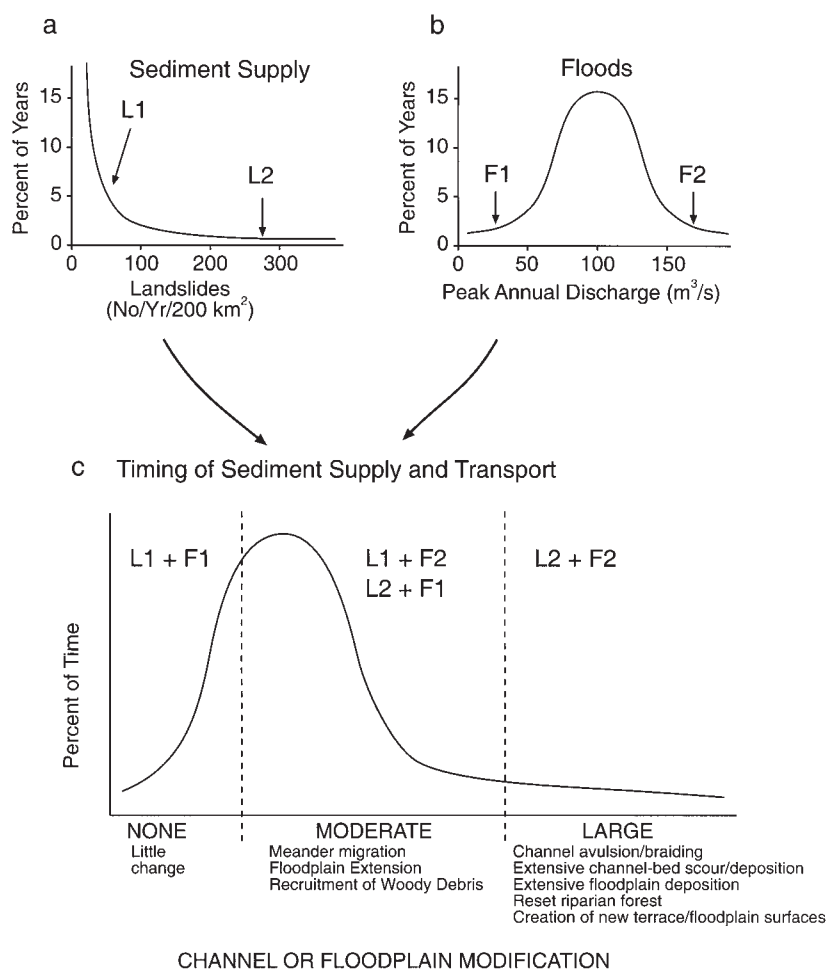 a
Sediment Supply
Percent of Years
15
10
5
0
L1
L2
0 100 200 300
Landslides
(No/Yr/200 km²)
b
Floods
Percent of Years
15
10
5
0
F1
F2
0 50 100 150
Peak Annual Discharge (m³/s)
c Timing of Sediment Supply and Transport
Percent of Time
L1 + F1
L1 + F2
L2 + F1
L2 + F2
NONE
Little
change
MODERATE
Meander migration
Floodplain Extension
Recruitment of Woody Debris
LARGE
Channel avulsion/braiding
Extensive channel-bed scour/deposition
Extensive floodplain deposition
Reset riparian forest
Creation of new terrace/floodplain surfaces
CHANNEL OR FLOODPLAIN MODIFICATION